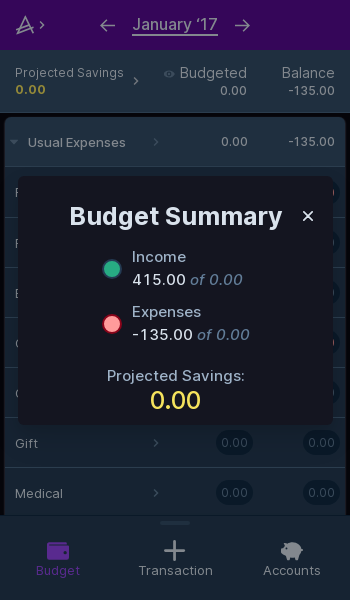 January ‘17
Projected Savings
0.00
Budgeted
0.00
Balance
-135.00
Usual Expenses
0.00
-135.00
Budget Summary
Income
415.00 of 0.00
Expenses
-135.00 of 0.00
Projected Savings:
0.00
Gift
0.00
0.00
Medical
0.00
0.00
Budget
Transaction
Accounts